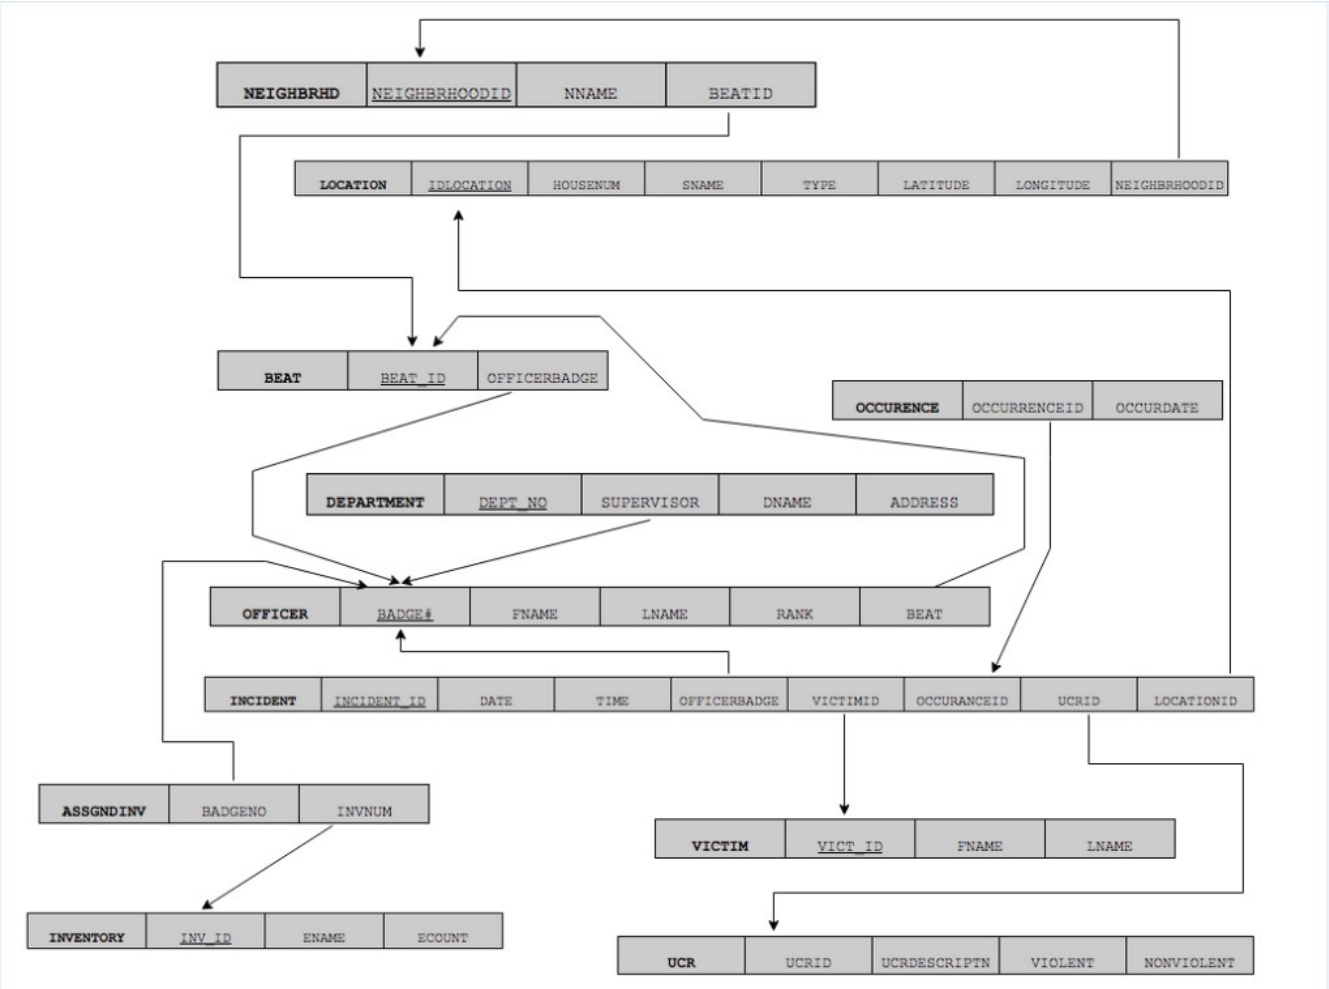 NEIGHBRHD NEIGHBRHOODID NNAME BEATID
LOCATION IDLOCATION HOUSENUM SNAME TYPE LATITUDE LONGITUDE NEIGHBRHOODID
BEAT BEAT_ID OFFICERBADGE
OCCURENCE OCCURRENCEID OCCURDATE
DEPARTMENT DEPT_NO SUPERVISOR DNAME ADDRESS
OFFICER BADGE# FNAME LNAME RANK BEAT
INCIDENT INCIDENT_ID DATE TIME OFFICERBADGE VICTIMID OCCURANCEID UCRID LOCATIONID
ASSGNDINV BADGENO INVNUM
VICTIM VICT_ID FNAME LNAME
INVENTORY INV_ID ENAME ECOUNT
UCR UCRID UCRDESCRIPTN VIOLENT NONVIOLENT